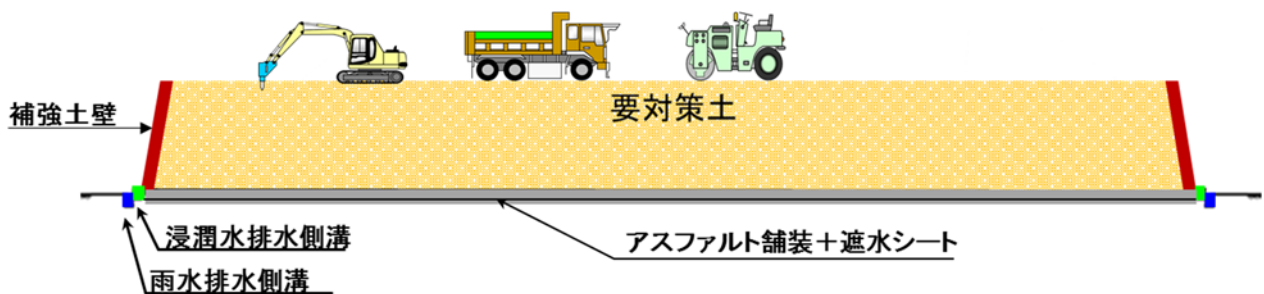 要対策土
補強土壁
浸潤水排水側溝
アスファルト舗装+遮水シート
雨水排水側溝